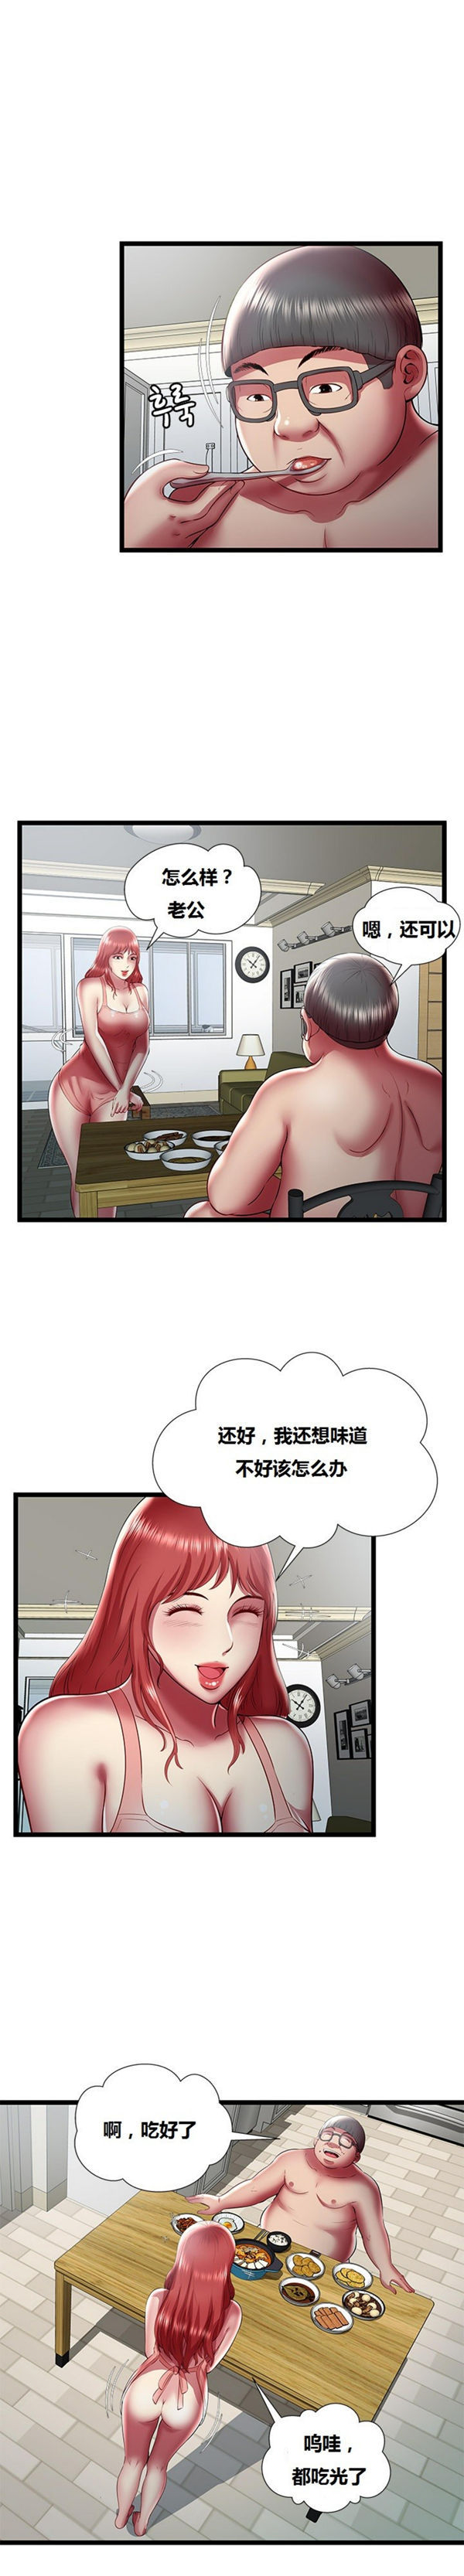 후룩
怎么样？
老公
嗯，还可以
还好，我还想味道
不好该怎么办
啊，吃好了
呜哇，
都吃光了